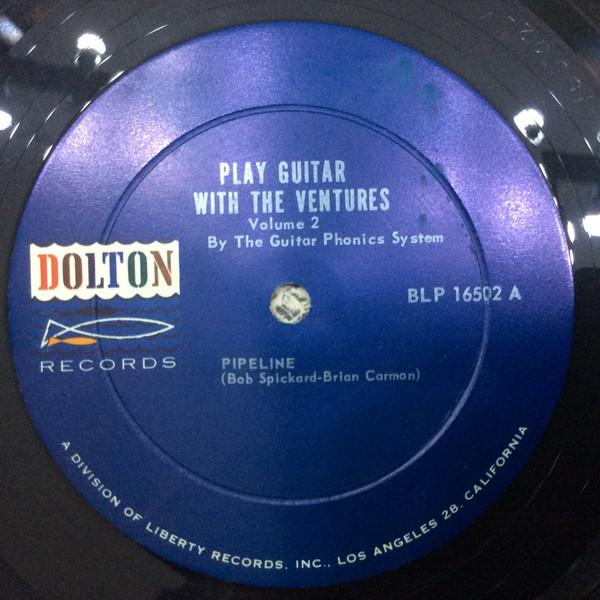 PLAY GUITAR
WITH THE VENTURES
Volume 2
By The Guitar Phonics System
DOLTON
RECORDS
BLP 16502 A
PIPELINE
(Bob Spickard-Brian Carman)
A DIVISION OF LIBERTY RECORDS, INC., LOS ANGELES 28, CALIFORNIA